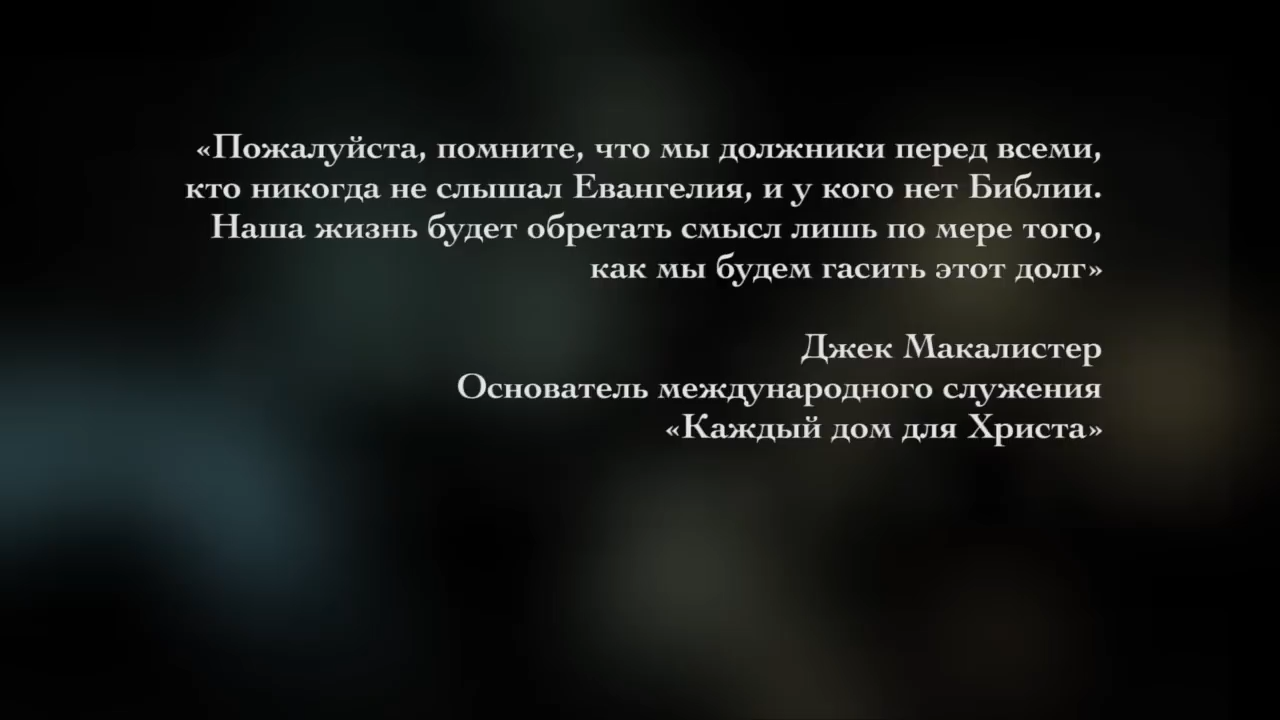 «Пожалуйста, помните, что мы должники перед всеми,
кто никогда не слышал Евангелия, и у кого нет Библии.
Наша жизнь будет обретать смысл лишь по мере того,
как мы будем гасить этот долг»
Джек Макалистер
Основатель международного служения
«Каждый дом для Христа»